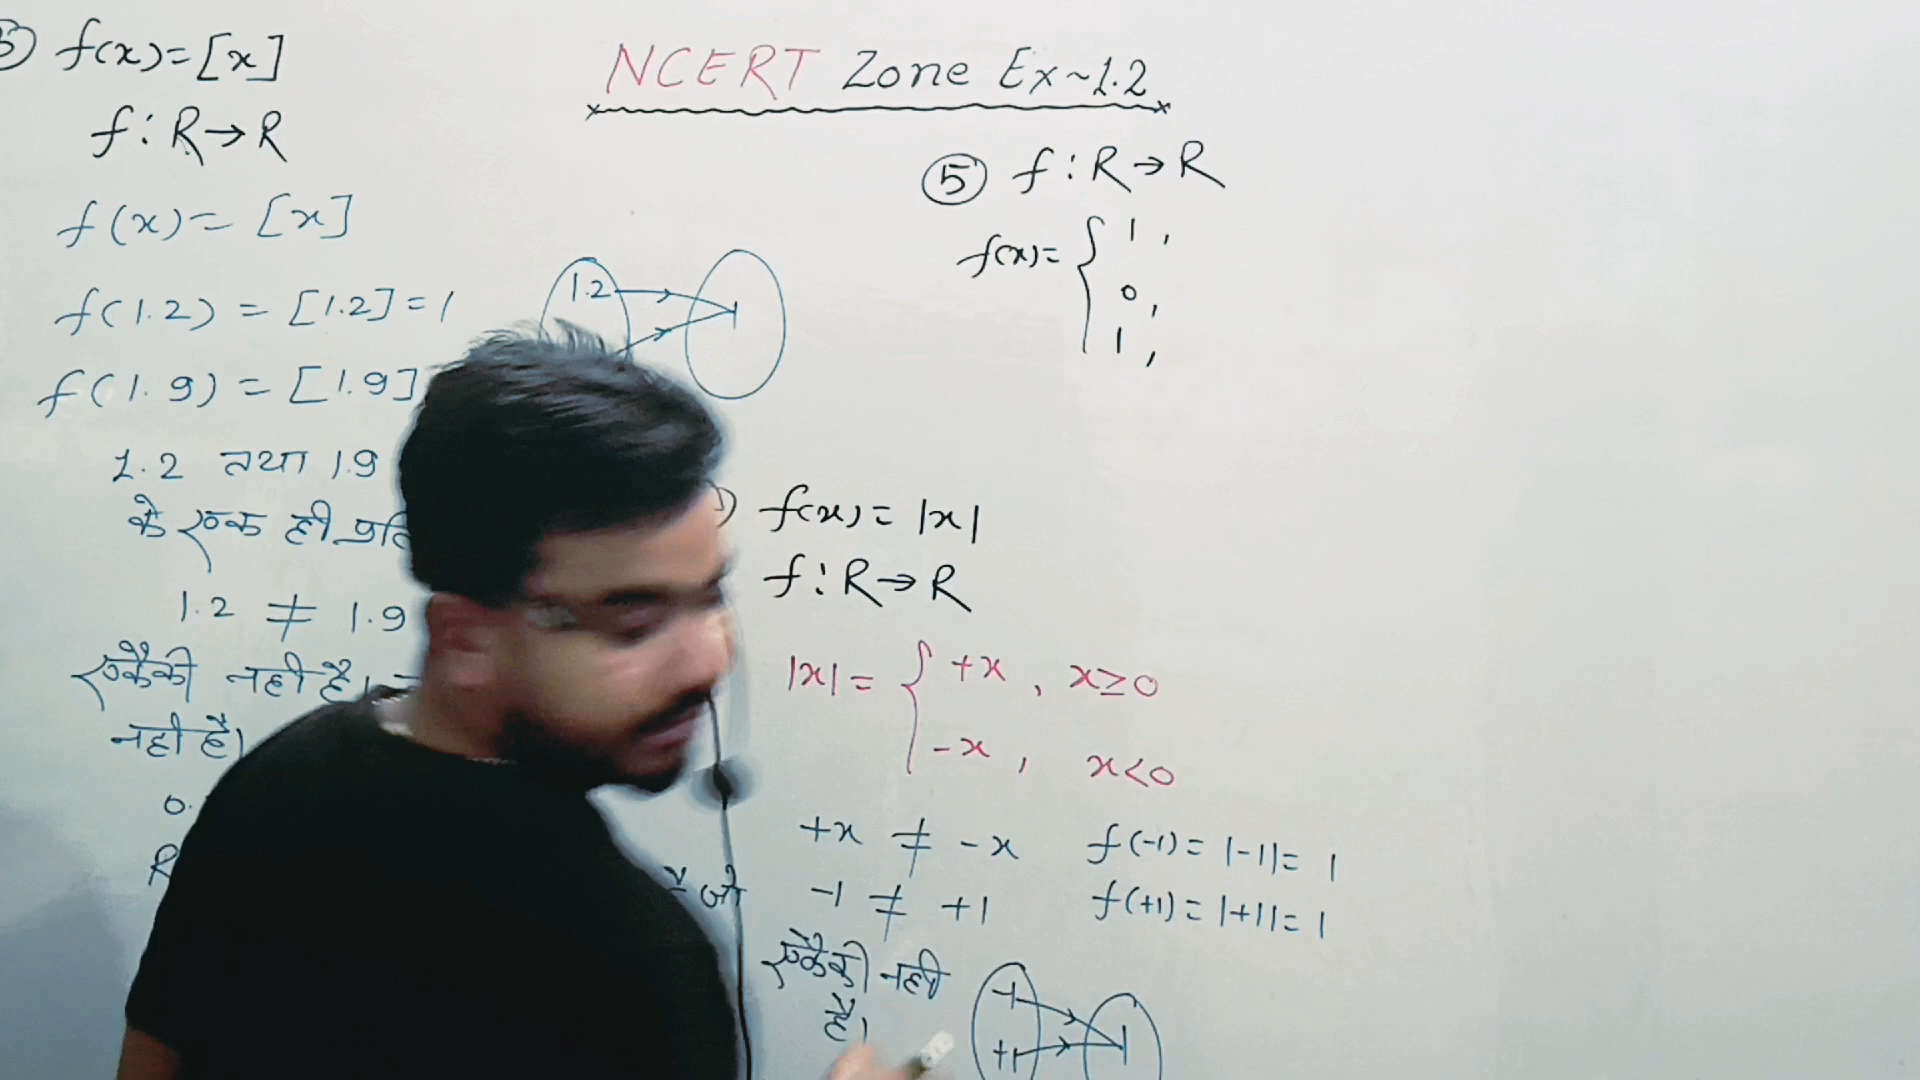 NCERT Zone Ex~1.2
f(x)=[x]
f:R→R
f(x)=[x]
f(1.2)=[1.2]=1
f(1.9)=[1.9]
1.2 तथा 1.9
के एक ही
1.2 ≠ 1.9
एकैकी नही है।
नही है।
0.
R
1.2
1
f(x)=|x|
f:R→R
|x|={ +x, x≥0
-x, x<0
+x ≠ -x f(-1)=|-1|=1
-1 ≠ +1 f(+1)=|+1|=1
जो
एकैकी नही
है।
-1
+1
1
⑤ f:R→R
f(x)={ 1,
0,
1,